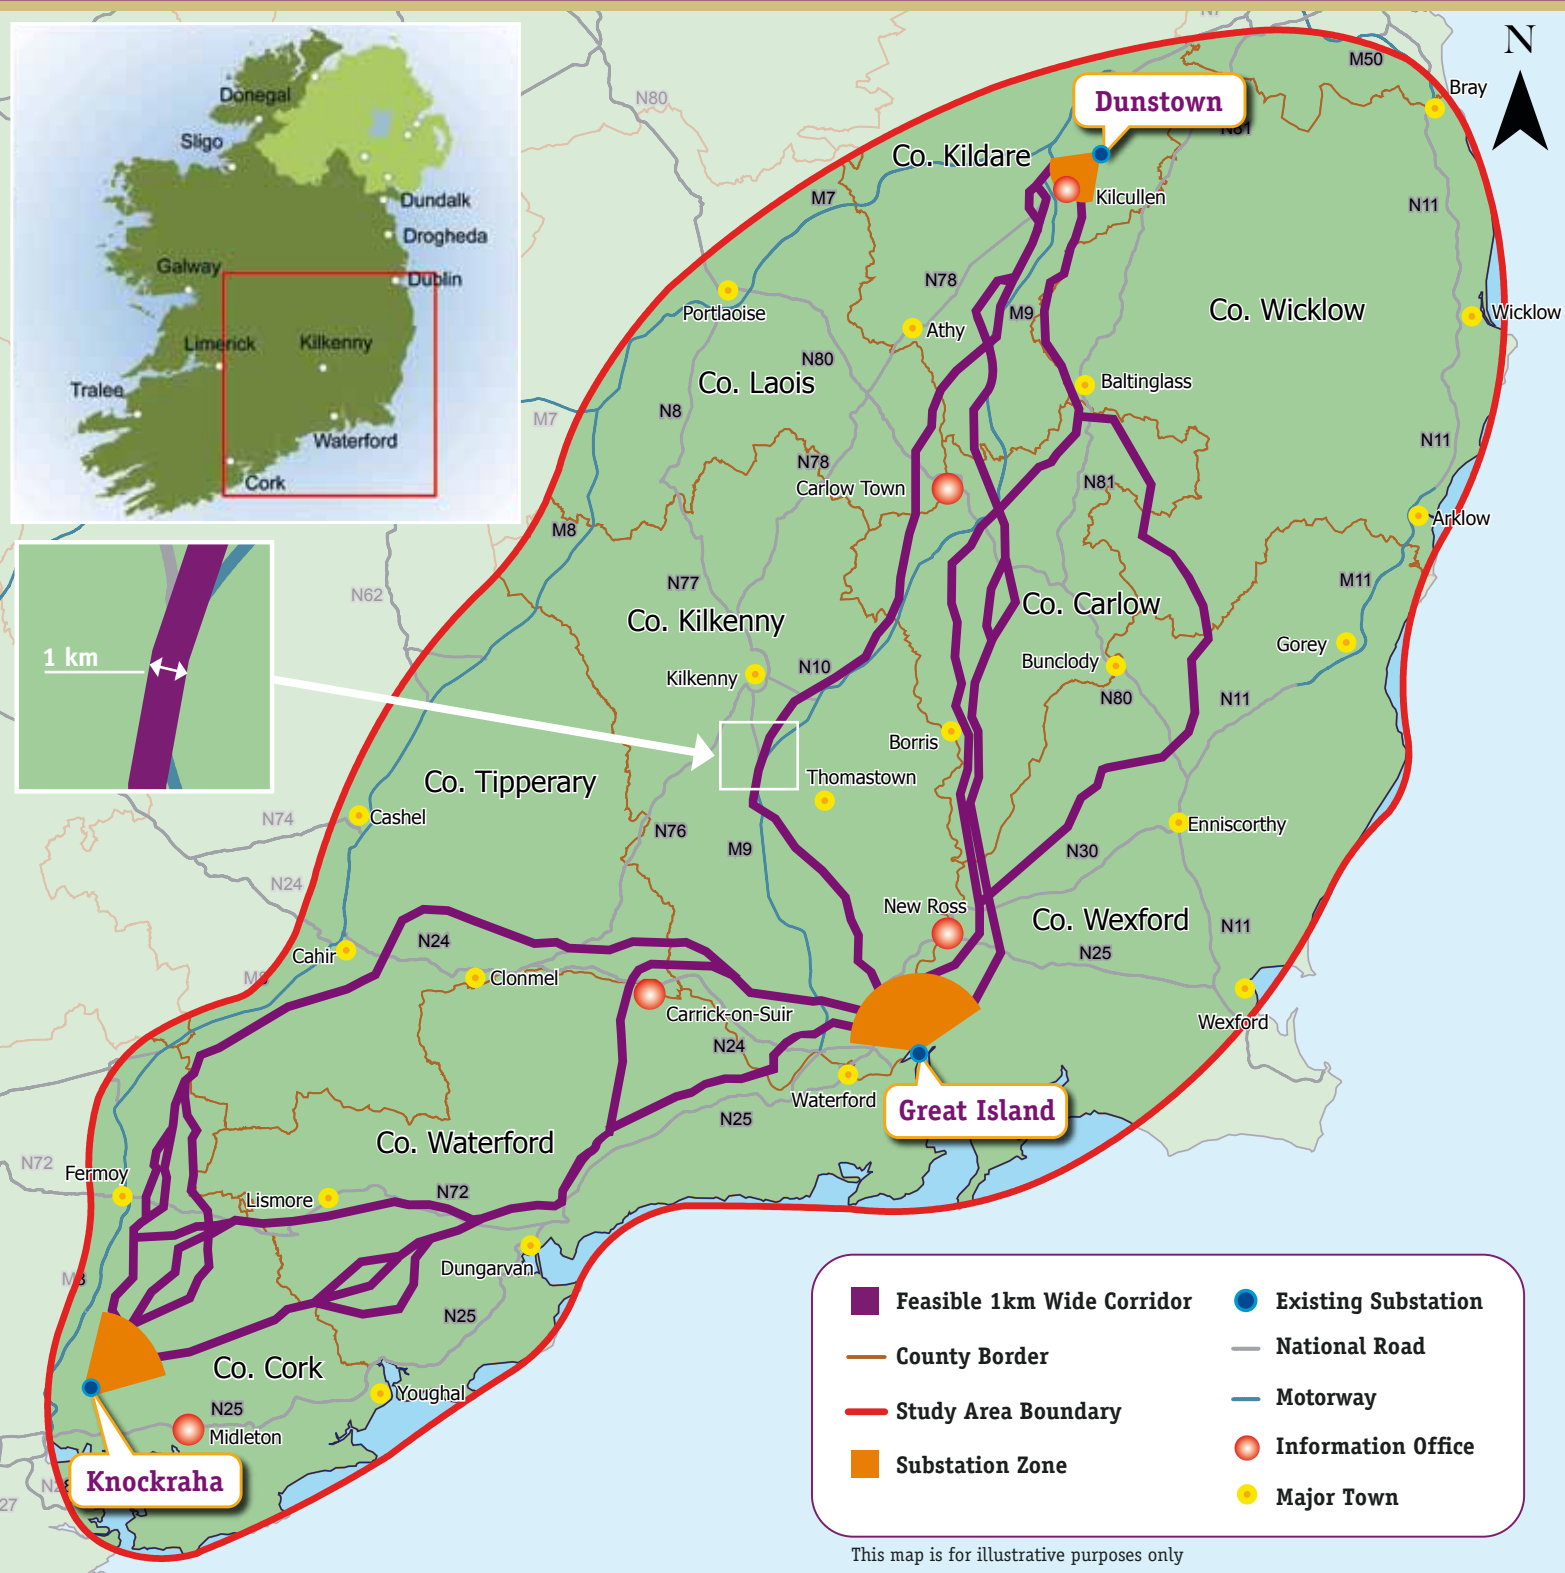 N
Donegal
Sligo
Dundalk
Drogheda
Galway
Dublin
Limerick
Kilkenny
Tralee
Waterford
Cork
1 km
N80
M50
Bray
Dunstown
N81
Co. Kildare
Kilcullen
M7
N11
N78
M9
Co. Wicklow
Wicklow
Portlaoise
Athy
N80
Co. Laois
Baltinglass
N8
M7
N11
N78
Carlow Town
N81
Arklow
M8
N77
N62
M11
Co. Carlow
Co. Kilkenny
Gorey
Bunclody
N10
Kilkenny
N80
N11
Borris
Thomastown
Co. Tipperary
Cashel
N74
N76
Enniscorthy
M9
N30
N24
New Ross
Co. Wexford
N11
N24
N25
Cahir
Clonmel
Carrick-on-Suir
Wexford
N24
Waterford
Great Island
N25
Co. Waterford
N72
Fermoy
Lismore
N72
Dungarvan
N25
Co. Cork
N25
Youghal
Midleton
Knockraha
27
Feasible 1km Wide Corridor
County Border
Study Area Boundary
Substation Zone
Existing Substation
National Road
Motorway
Information Office
Major Town
This map is for illustrative purposes only